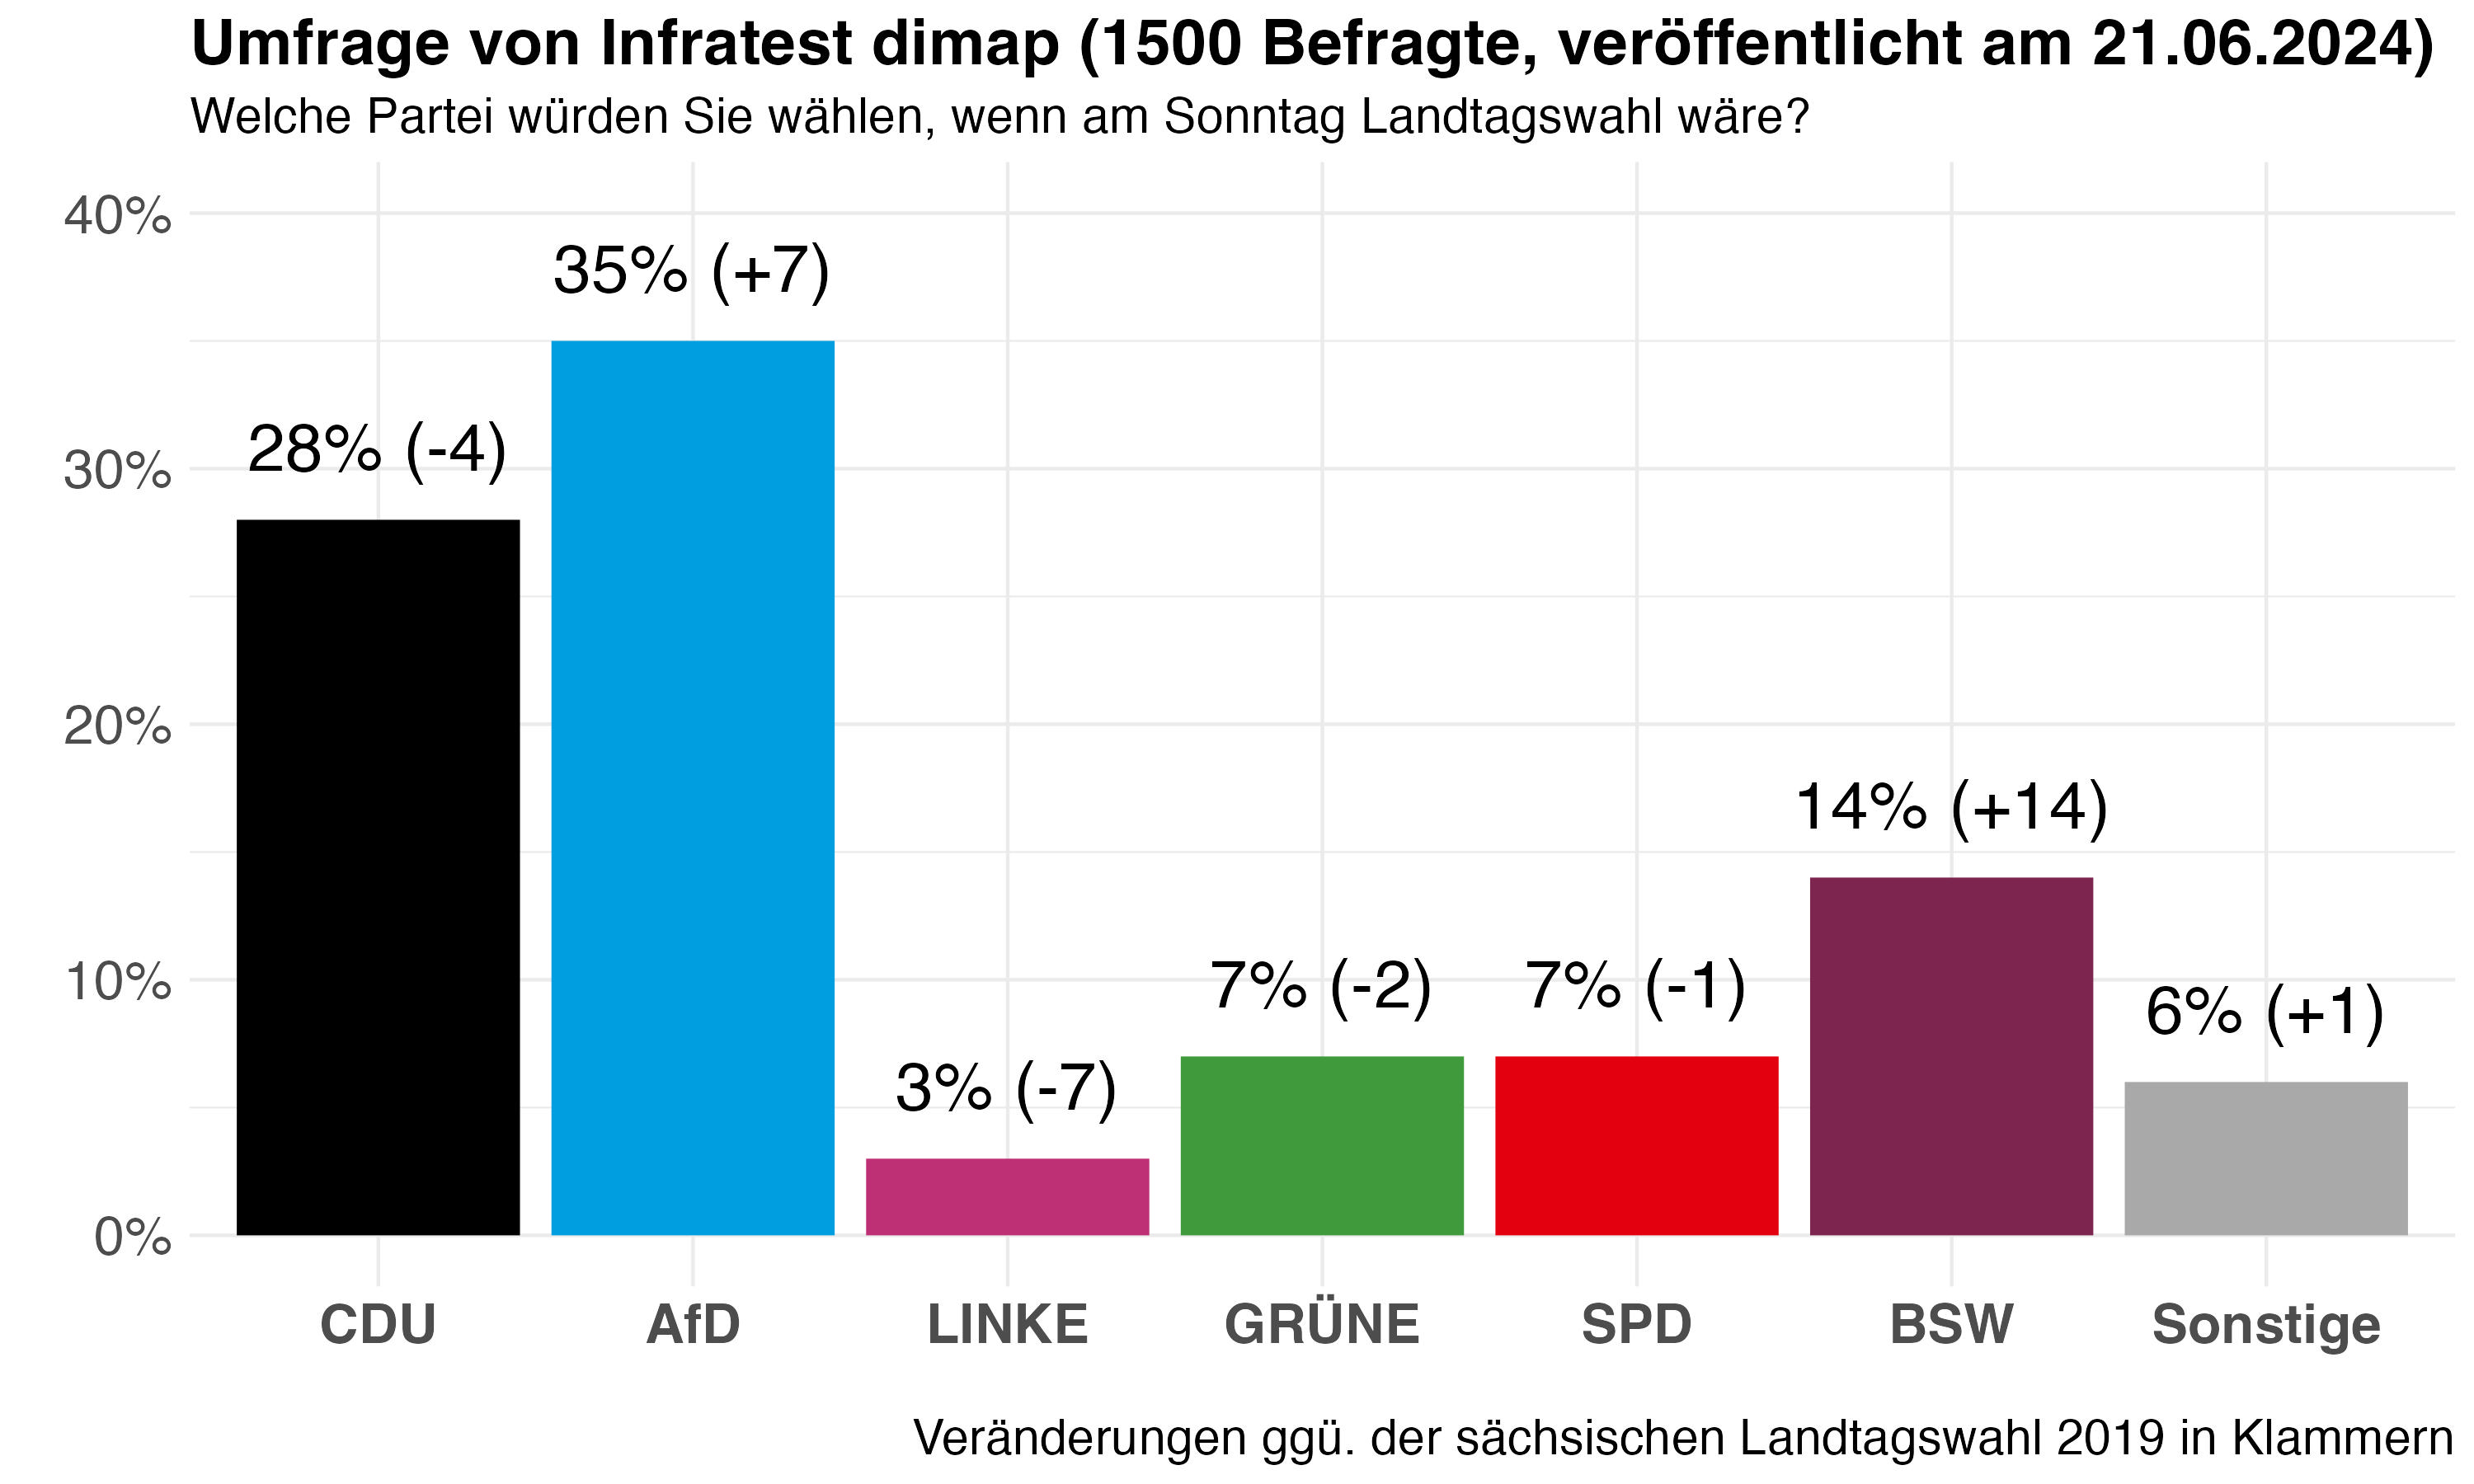 Umfrage von Infratest dimap (1500 Befragte, veröffentlicht am 21.06.2024)
Welche Partei würden Sie wählen, wenn am Sonntag Landtagswahl wäre?
40%
35% (+7)
28% (-4)
30%
20%
14% (+14)
10%
7% (-2)
7% (-1)
6% (+1)
3% (-7)
0%
CDU
AfD
LINKE
GRÜNE
SPD
BSW
Sonstige
Veränderungen ggü. der sächsischen Landtagswahl 2019 in Klammern